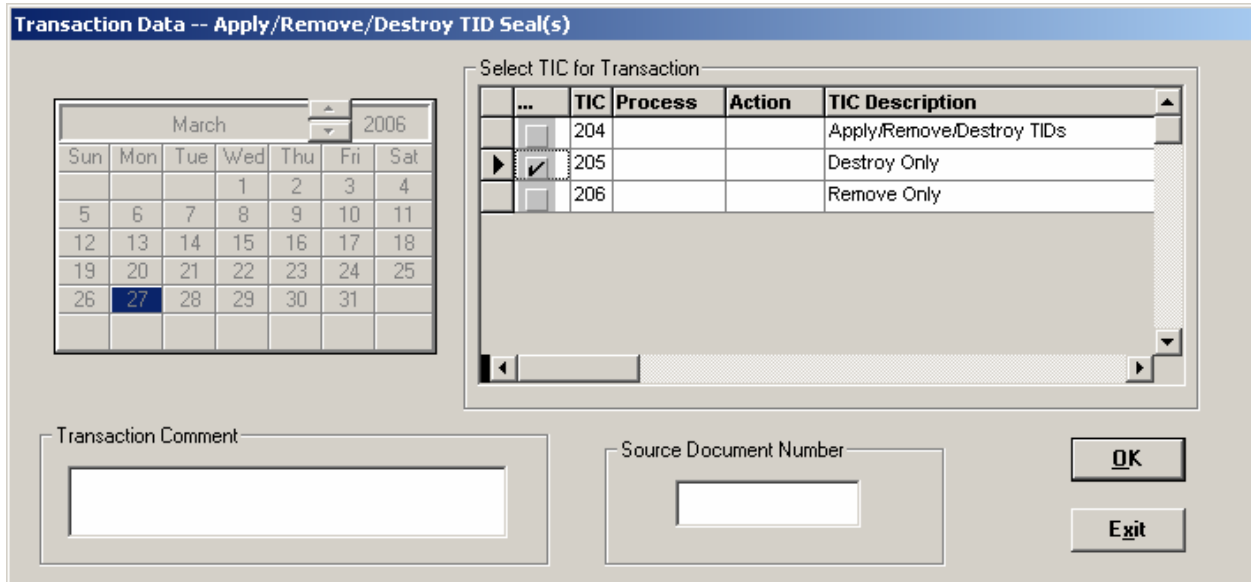 Transaction Data -- Apply/Remove/Destroy TID Seal(s)
Select TIC for Transaction
March 2006
Sun Mon Tue Wed Thu Fri Sat
1 2 3 4
5 6 7 8 9 10 11
12 13 14 15 16 17 18
19 20 21 22 23 24 25
26 27 28 29 30 31
... TIC Process Action TIC Description
204 Apply/Remove/Destroy TIDs
205 Destroy Only
206 Remove Only
Transaction Comment
Source Document Number
OK
Exit